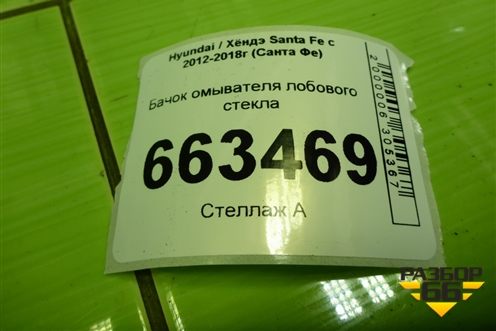 Hyundai / Хёндэ Santa Fe с
2012-2018г (Санта Фе)
Бачок омывателя лобового
стекла
663469
Стеллаж А
2000006305367
РАЗБОР
66